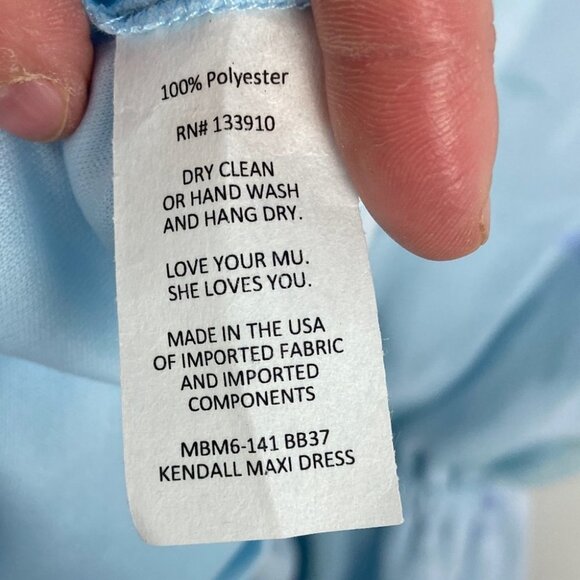 100% Polyester
RN# 133910
DRY CLEAN
OR HAND WASH
AND HANG DRY.
LOVE YOUR MU.
SHE LOVES YOU.
MADE IN THE USA
OF IMPORTED FABRIC
AND IMPORTED
COMPONENTS
MBM6-141 BB37
KENDALL MAXI DRESS